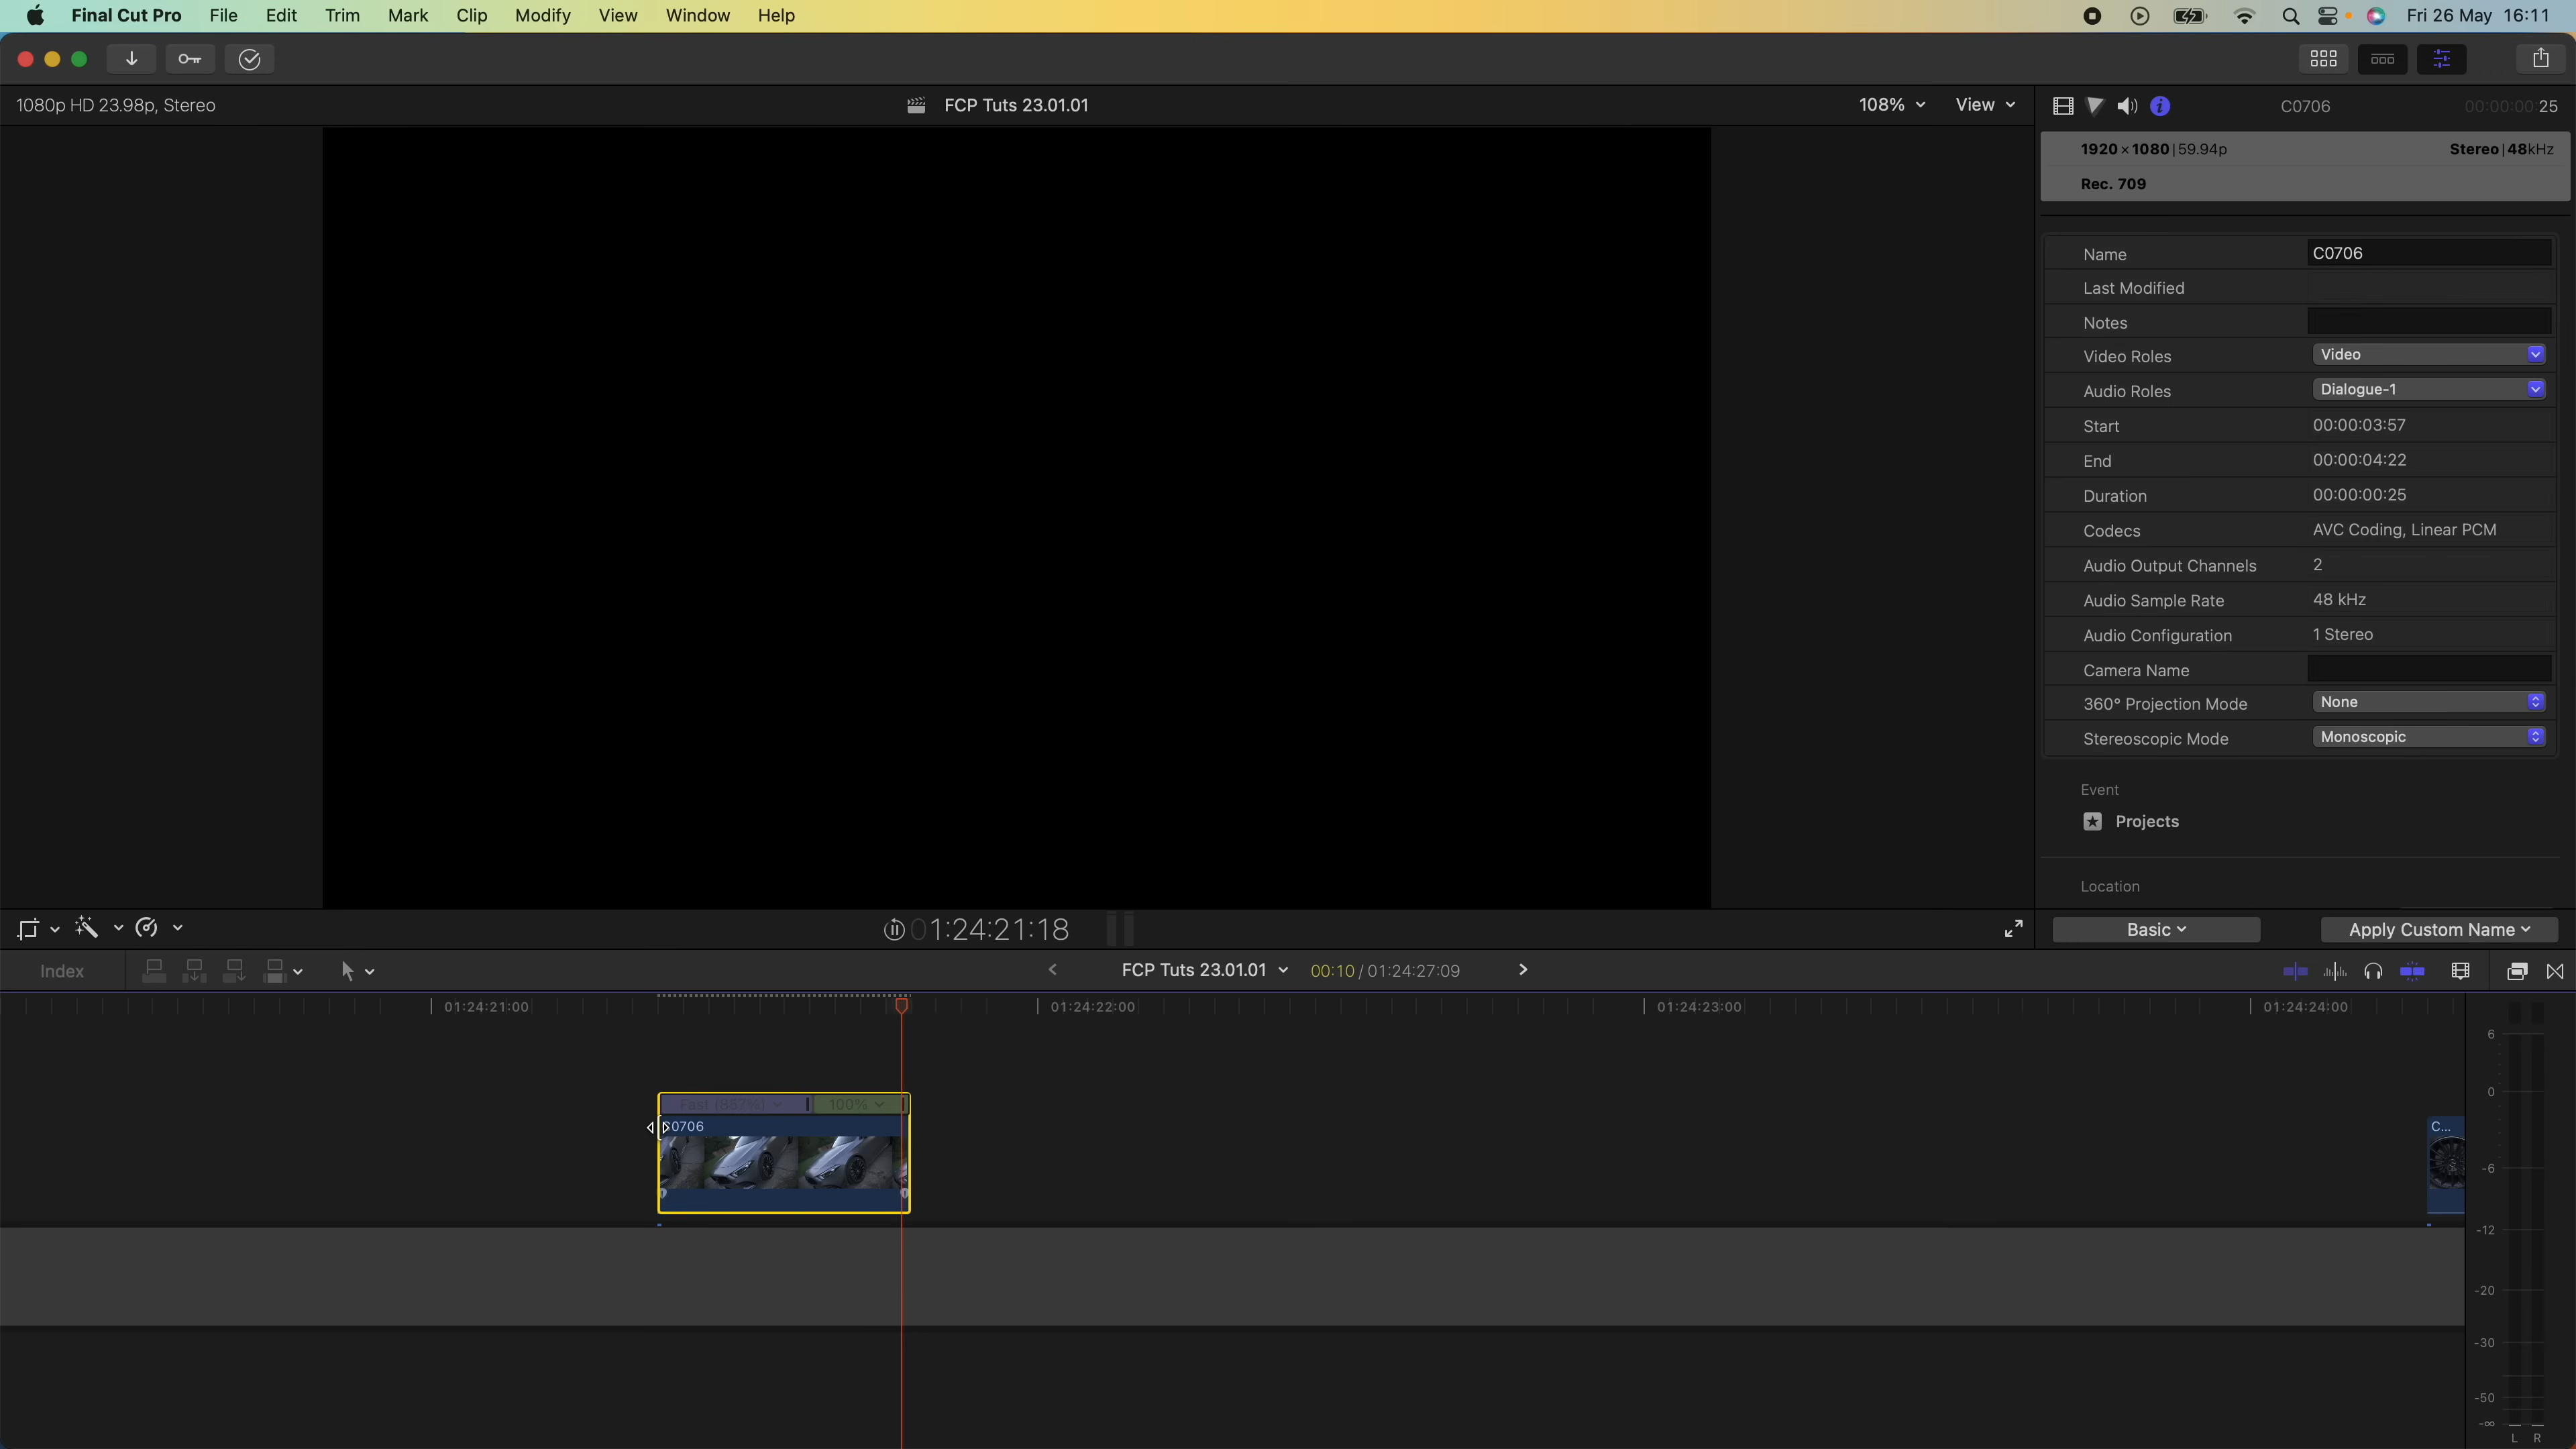 Final Cut Pro File Edit Trim Mark Clip Modify View Window Help Fri 26 May 16:11
1080p HD 23.98p, Stereo FCP Tuts 23.01.01 108% View C0706 00:00:00:25
1920 × 1080 | 59.94p Stereo | 48kHz
Rec. 709
Name C0706
Last Modified
Notes
Video Roles Video
Audio Roles Dialogue-1
Start 00:00:03:57
End 00:00:04:22
Duration 00:00:00:25
Codecs AVC Coding, Linear PCM
Audio Output Channels 2
Audio Sample Rate 48 kHz
Audio Configuration 1 Stereo
Camera Name
360° Projection Mode None
Stereoscopic Mode Monoscopic
Event
Projects
Location
01:24:21:18 Basic Apply Custom Name
Index FCP Tuts 23.01.01 00:10 / 01:24:27:09
01:24:21:00 01:24:22:00 01:24:23:00 01:24:24:00
6
0
Fast 100%
C0706 C...
-6
-12
-20
-30
-50
-∞
L R